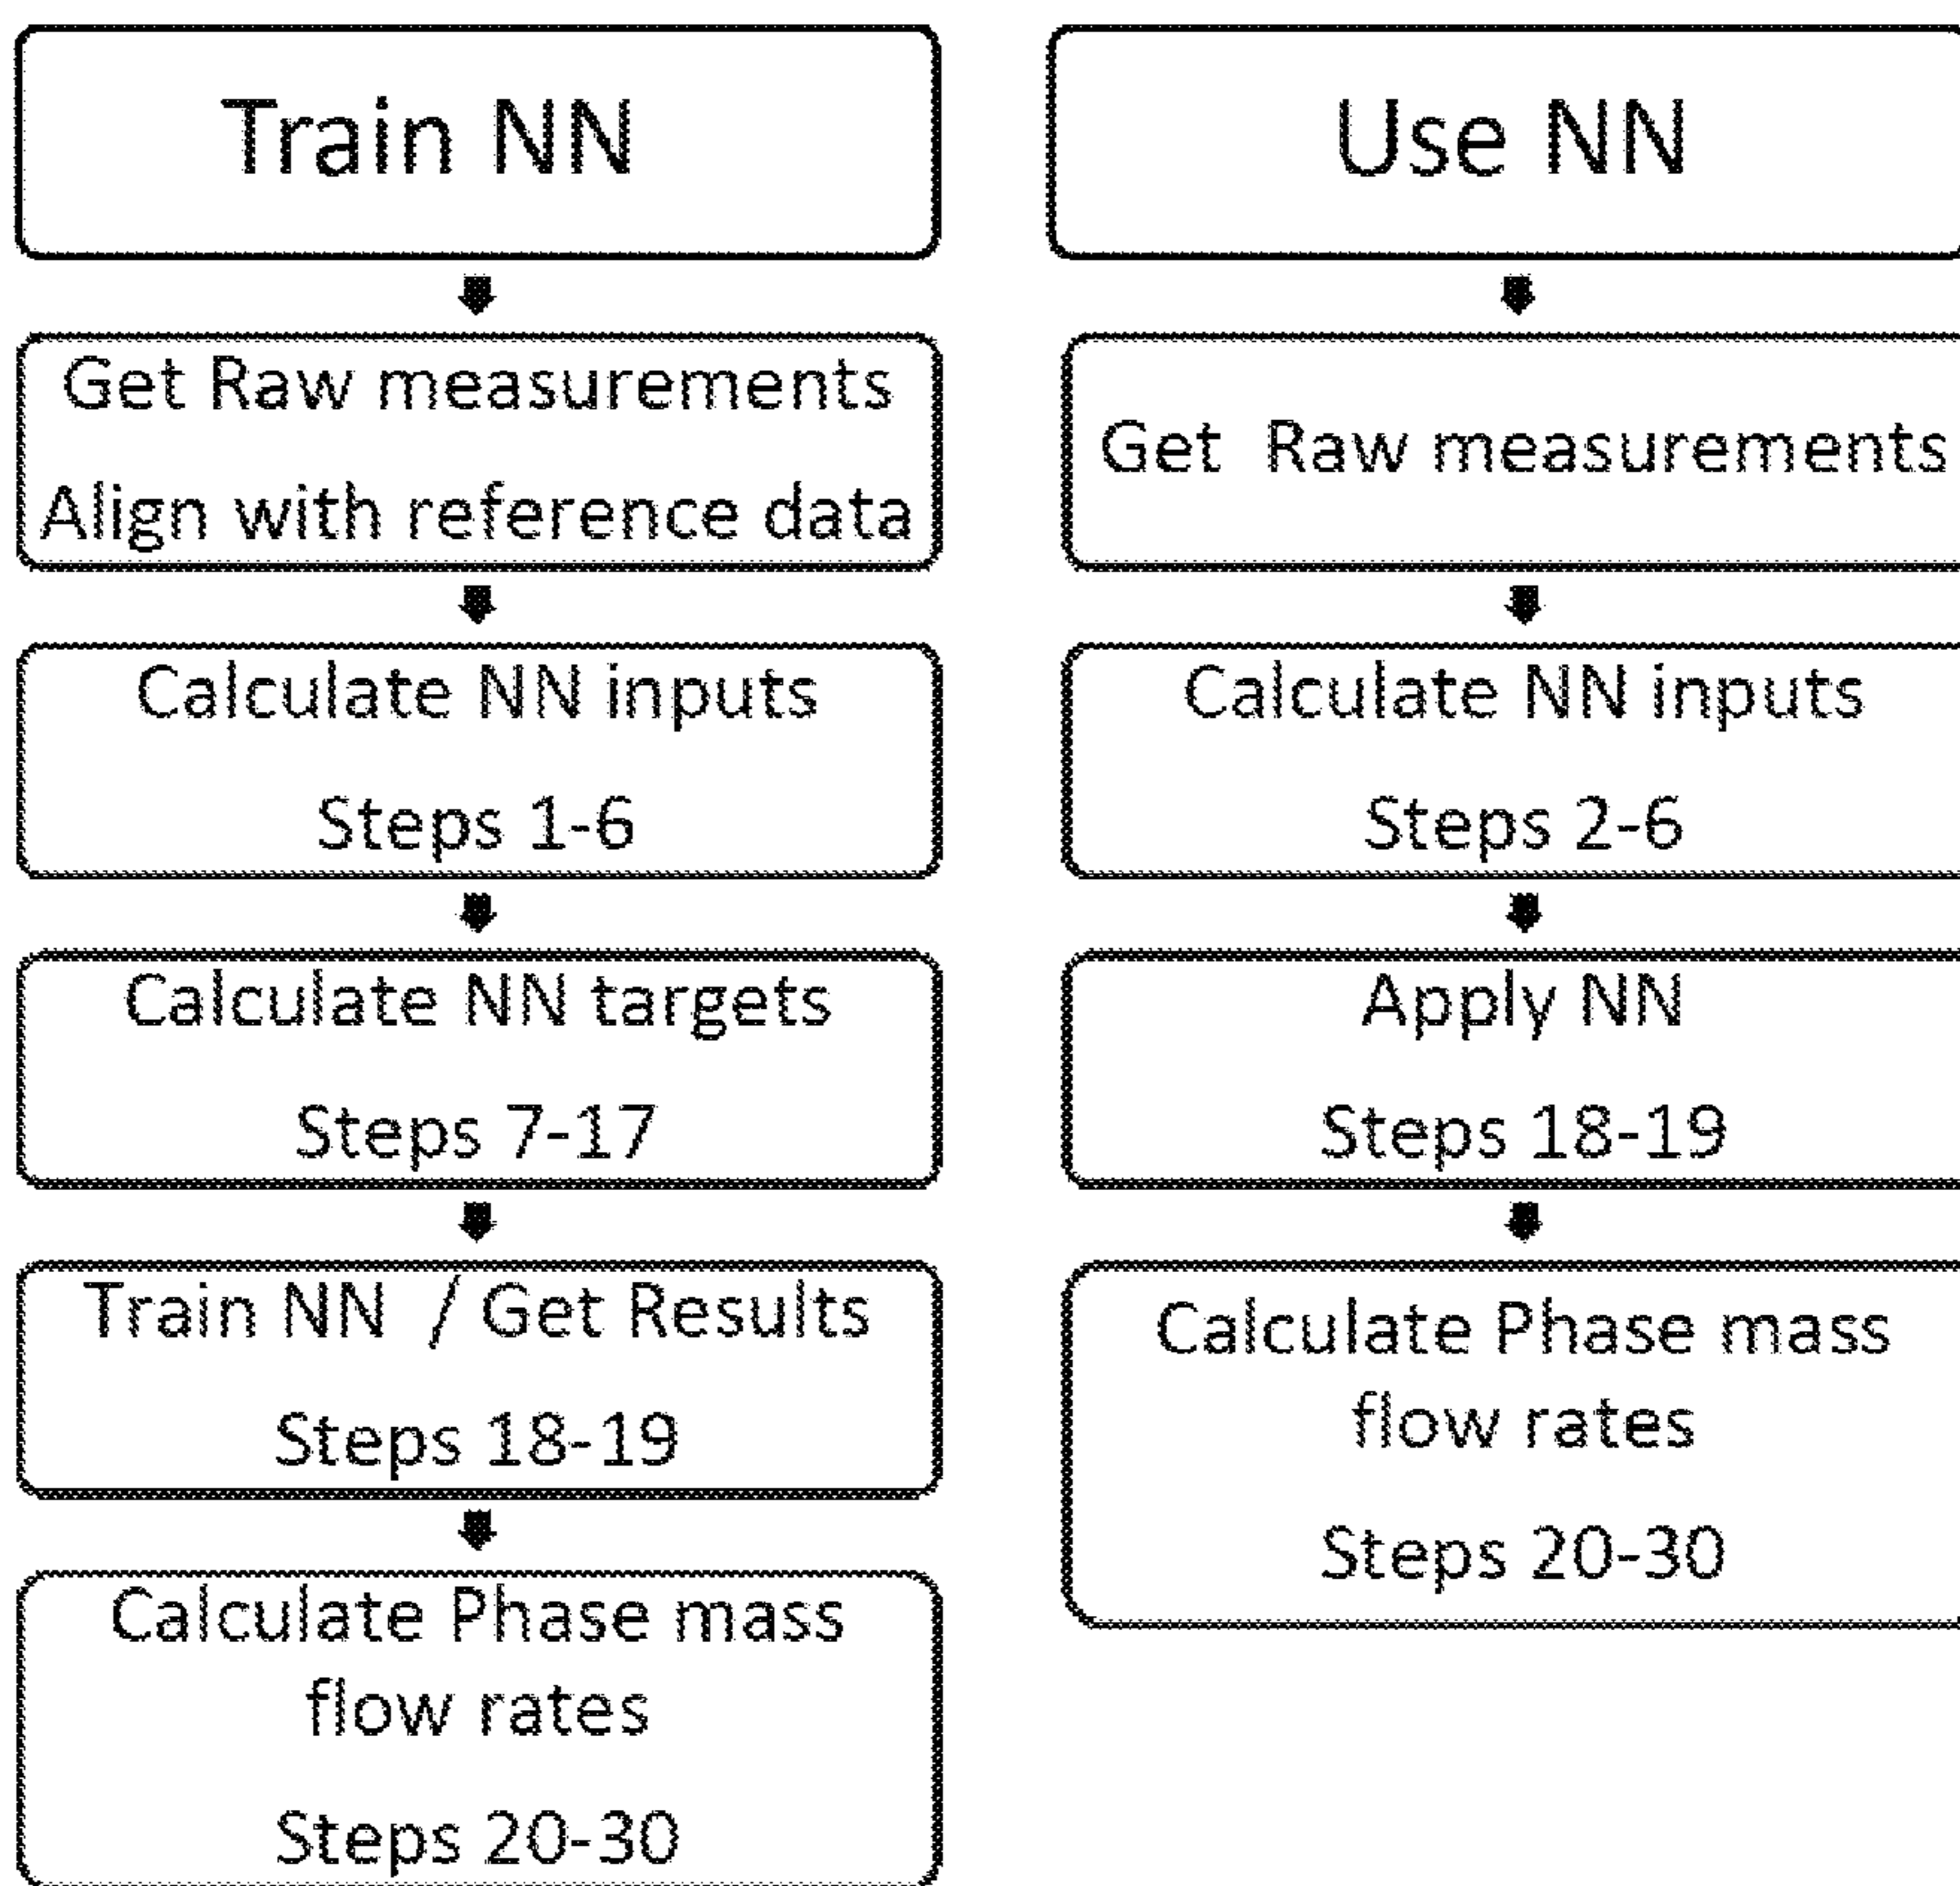 Train NN
Get Raw measurements
Align with reference data
Calculate NN inputs
Steps 1-6
Calculate NN targets
Steps 7-17
Train NN / Get Results
Steps 18-19
Calculate Phase mass
flow rates
Steps 20-30
Use NN
Get Raw measurements
Calculate NN inputs
Steps 2-6
Apply NN
Steps 18-19
Calculate Phase mass
flow rates
Steps 20-30